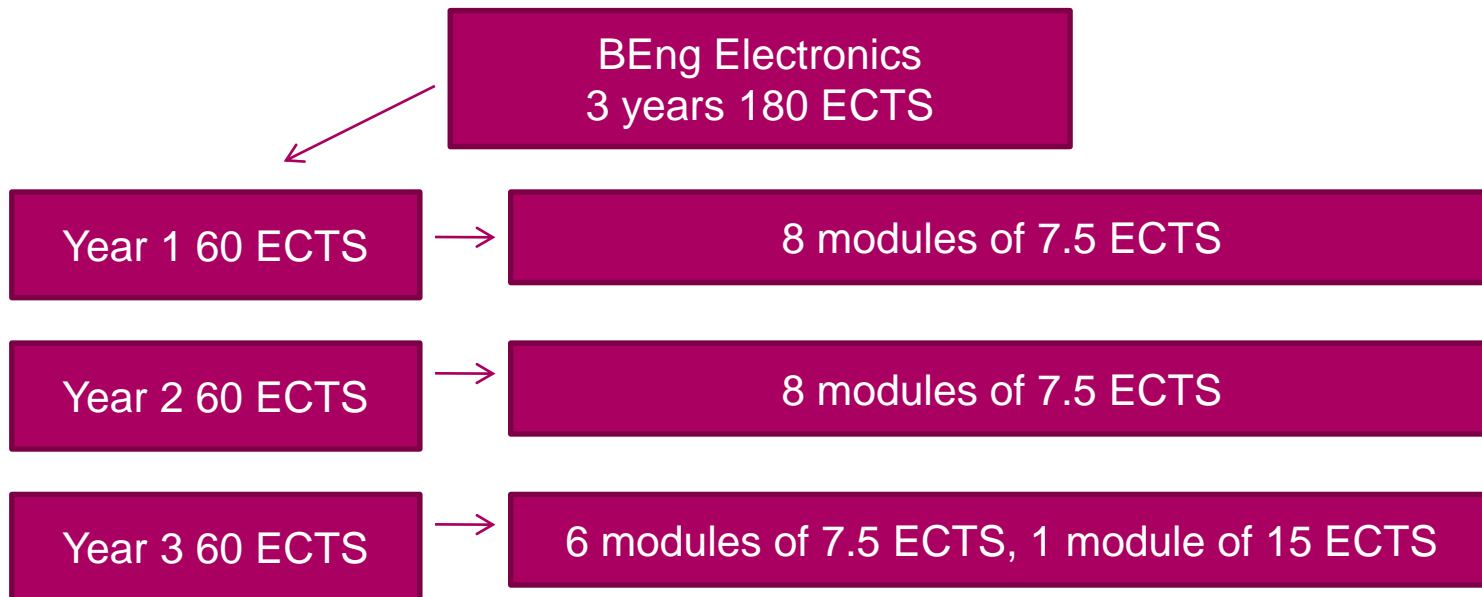 BEng Electronics
3 years 180 ECTS
Year 1 60 ECTS
8 modules of 7.5 ECTS
Year 2 60 ECTS
8 modules of 7.5 ECTS
Year 3 60 ECTS
6 modules of 7.5 ECTS, 1 module of 15 ECTS